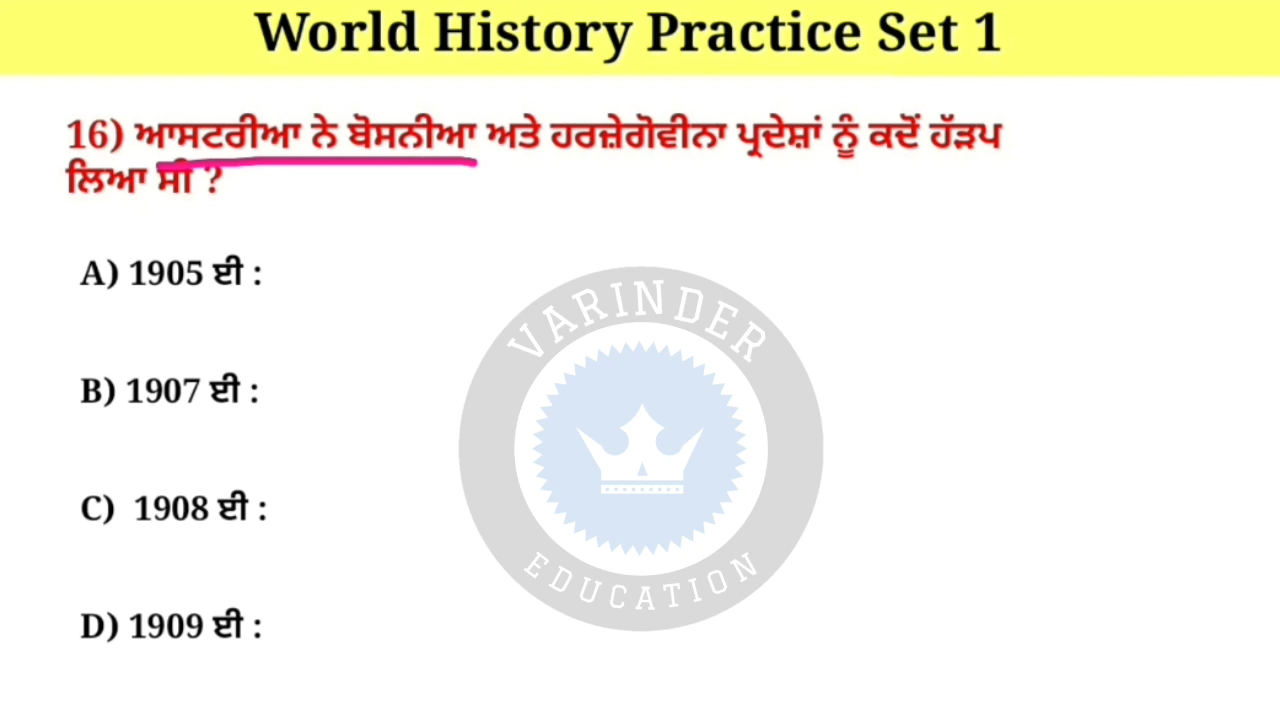 World History Practice Set 1
16) ਆਸਟਰੀਆ ਨੇ ਬੋਸਨੀਆ ਅਤੇ ਹਰਜ਼ੇਗੋਵੀਨਾ ਪ੍ਰਦੇਸ਼ਾਂ ਨੂੰ ਕਦੋਂ ਹੱੜਪ
ਲਿਆ ਸੀ ?
A) 1905 ਈ :
VARINDER
B) 1907 ਈ :
C) 1908 ਈ :
EDUCATION
D) 1909 ਈ :